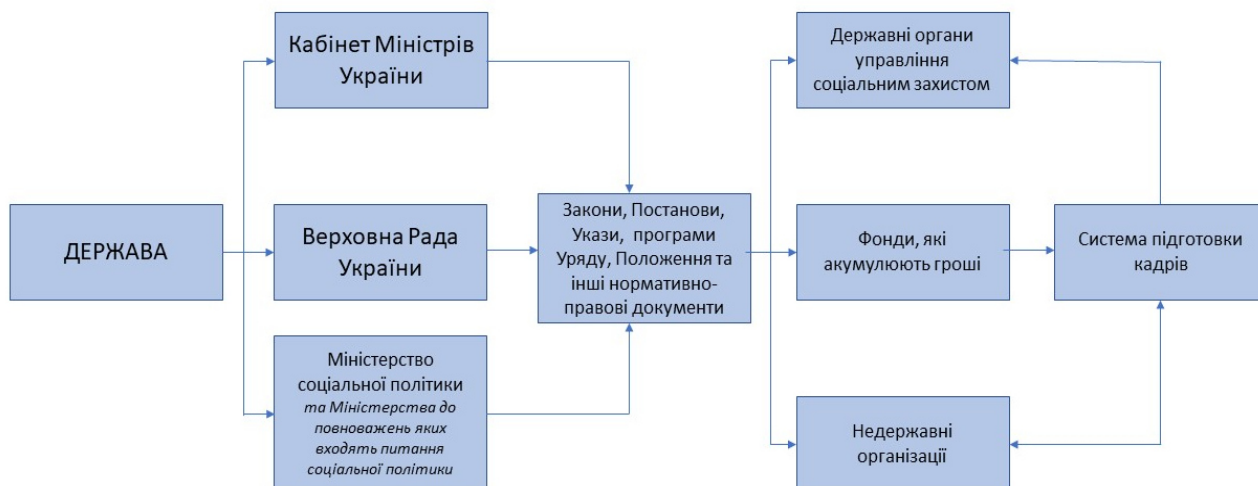 Кабінет Міністрів
України
Державні органи
управління
соціальним захистом
ДЕРЖАВА
Верховна Рада
України
Закони, Постанови,
Укази, програми
Уряду, Положення та
інші нормативно-
правові документи
Фонди, які
акумулюють гроші
Система підготовки
кадрів
Міністерство
соціальної політики
та Міністерства до
повноважень яких
входять питання
соціальної політики
Недержавні
організації